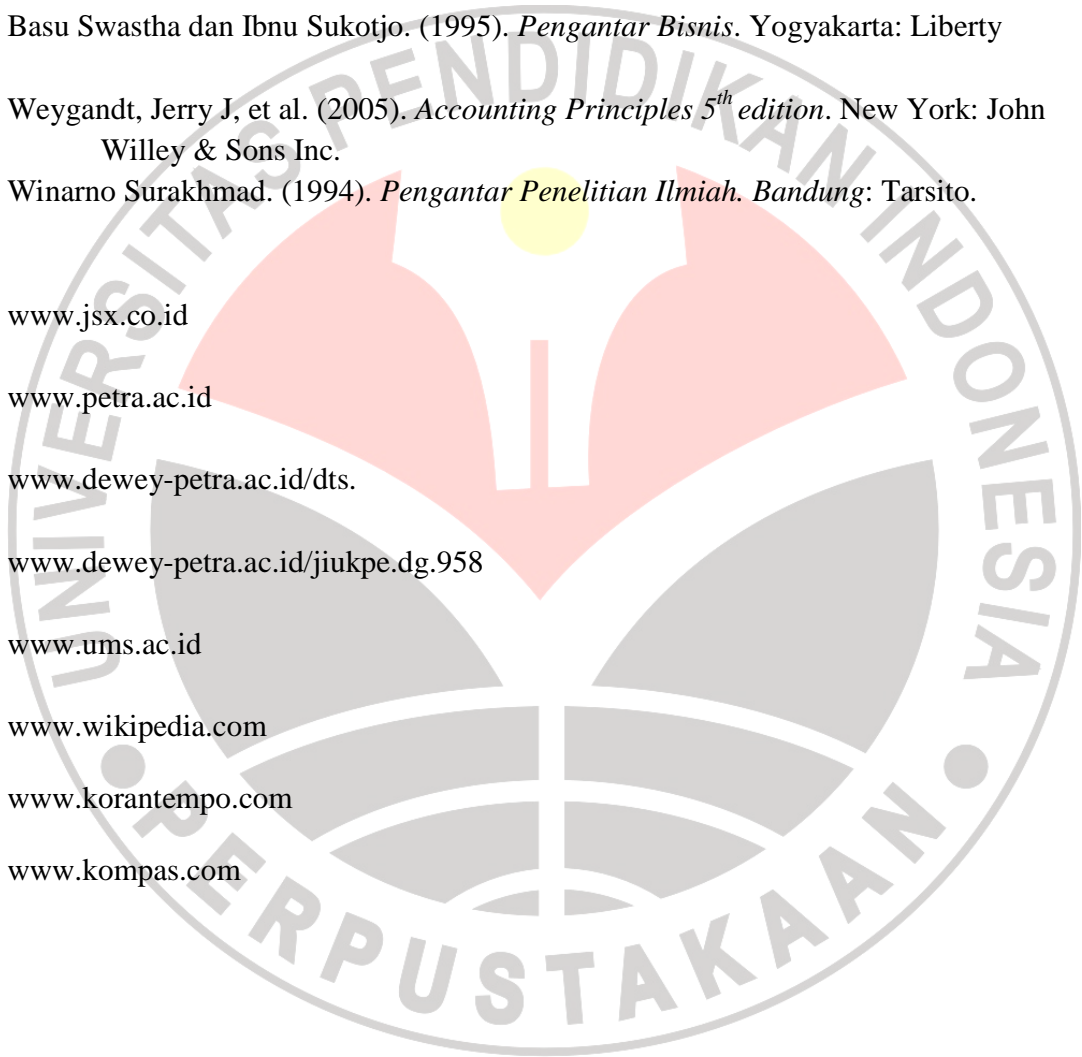 Basu Swastha dan Ibnu Sukotjo. (1995). Pengantar Bisnis. Yogyakarta: Liberty
Weygandt, Jerry J, et al. (2005). Accounting Principles 5th edition. New York: John
Willey & Sons Inc.
Winarno Surakhmad. (1994). Pengantar Penelitian Ilmiah. Bandung: Tarsito.
www.jsx.co.id
www.petra.ac.id
www.dewey-petra.ac.id/dts.
www.dewey-petra.ac.id/jiukpe.dg.958
www.ums.ac.id
www.wikipedia.com
www.korantempo.com
www.kompas.com
UNIVERSITAS PENDIDIKAN INDONESIA
PERPUSTAKAAN